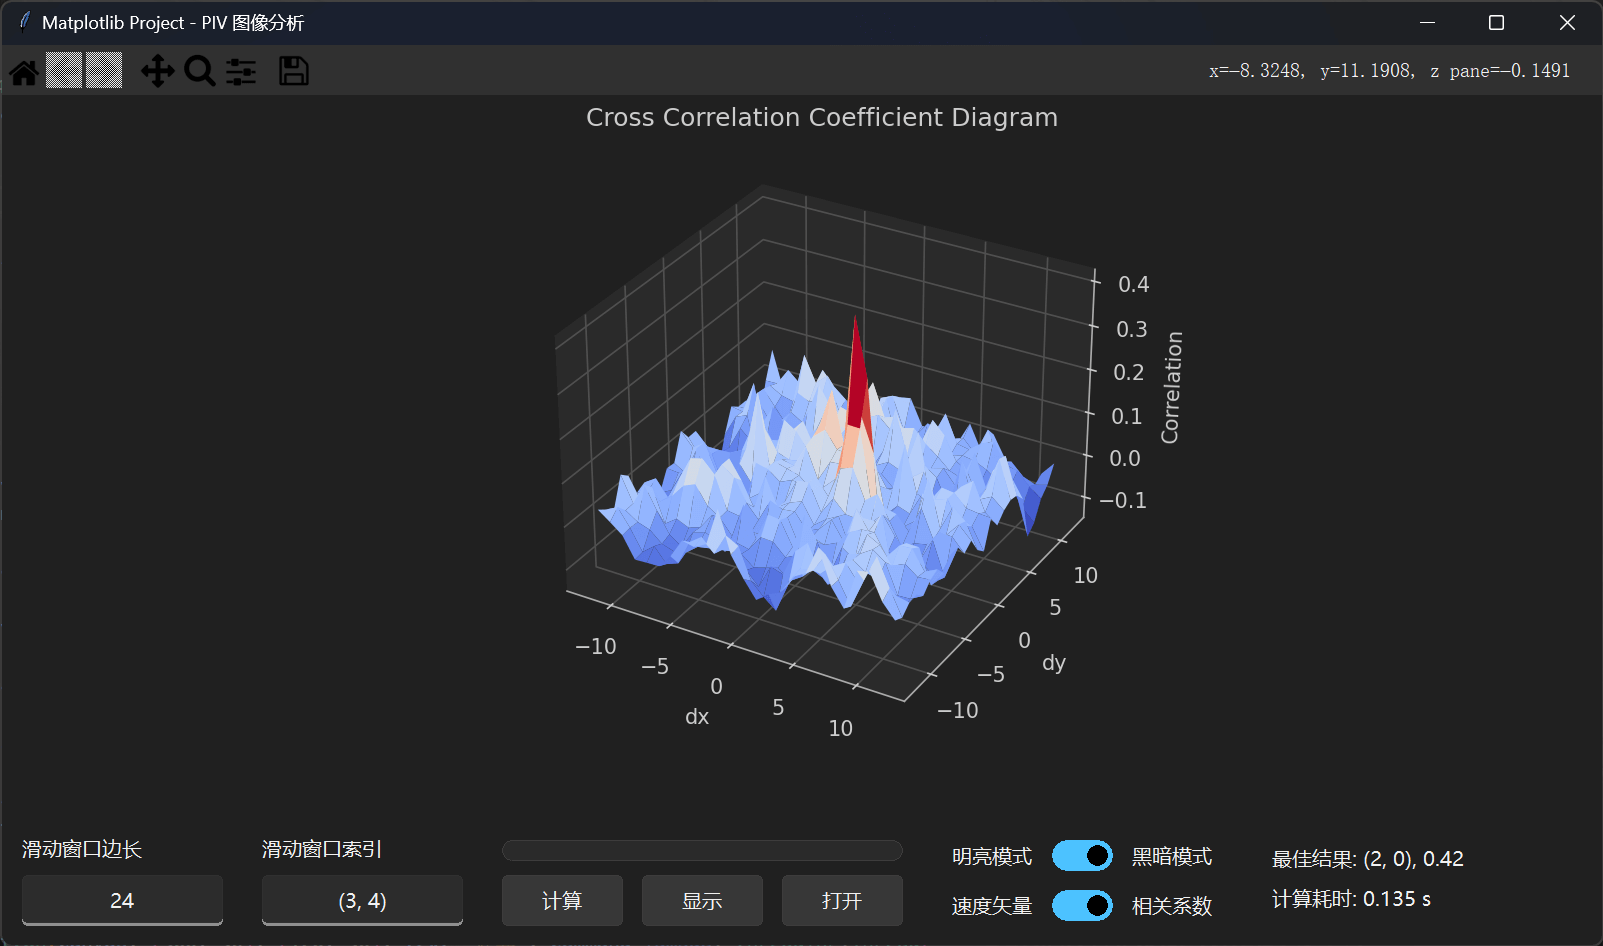 Matplotlib Project - PIV 图像分析
x=−8.3248, y=11.1908, z pane=−0.1491
Cross Correlation Coefficient Diagram
0.4
0.3
0.2
0.1
0.0
−0.1
Correlation
−10
−5
0
5
10
dx
10
5
0
−5
−10
dy
滑动窗口边长
24
滑动窗口索引
(3, 4)
计算
显示
打开
明亮模式
黑暗模式
速度矢量
相关系数
最佳结果: (2, 0), 0.42
计算耗时: 0.135 s